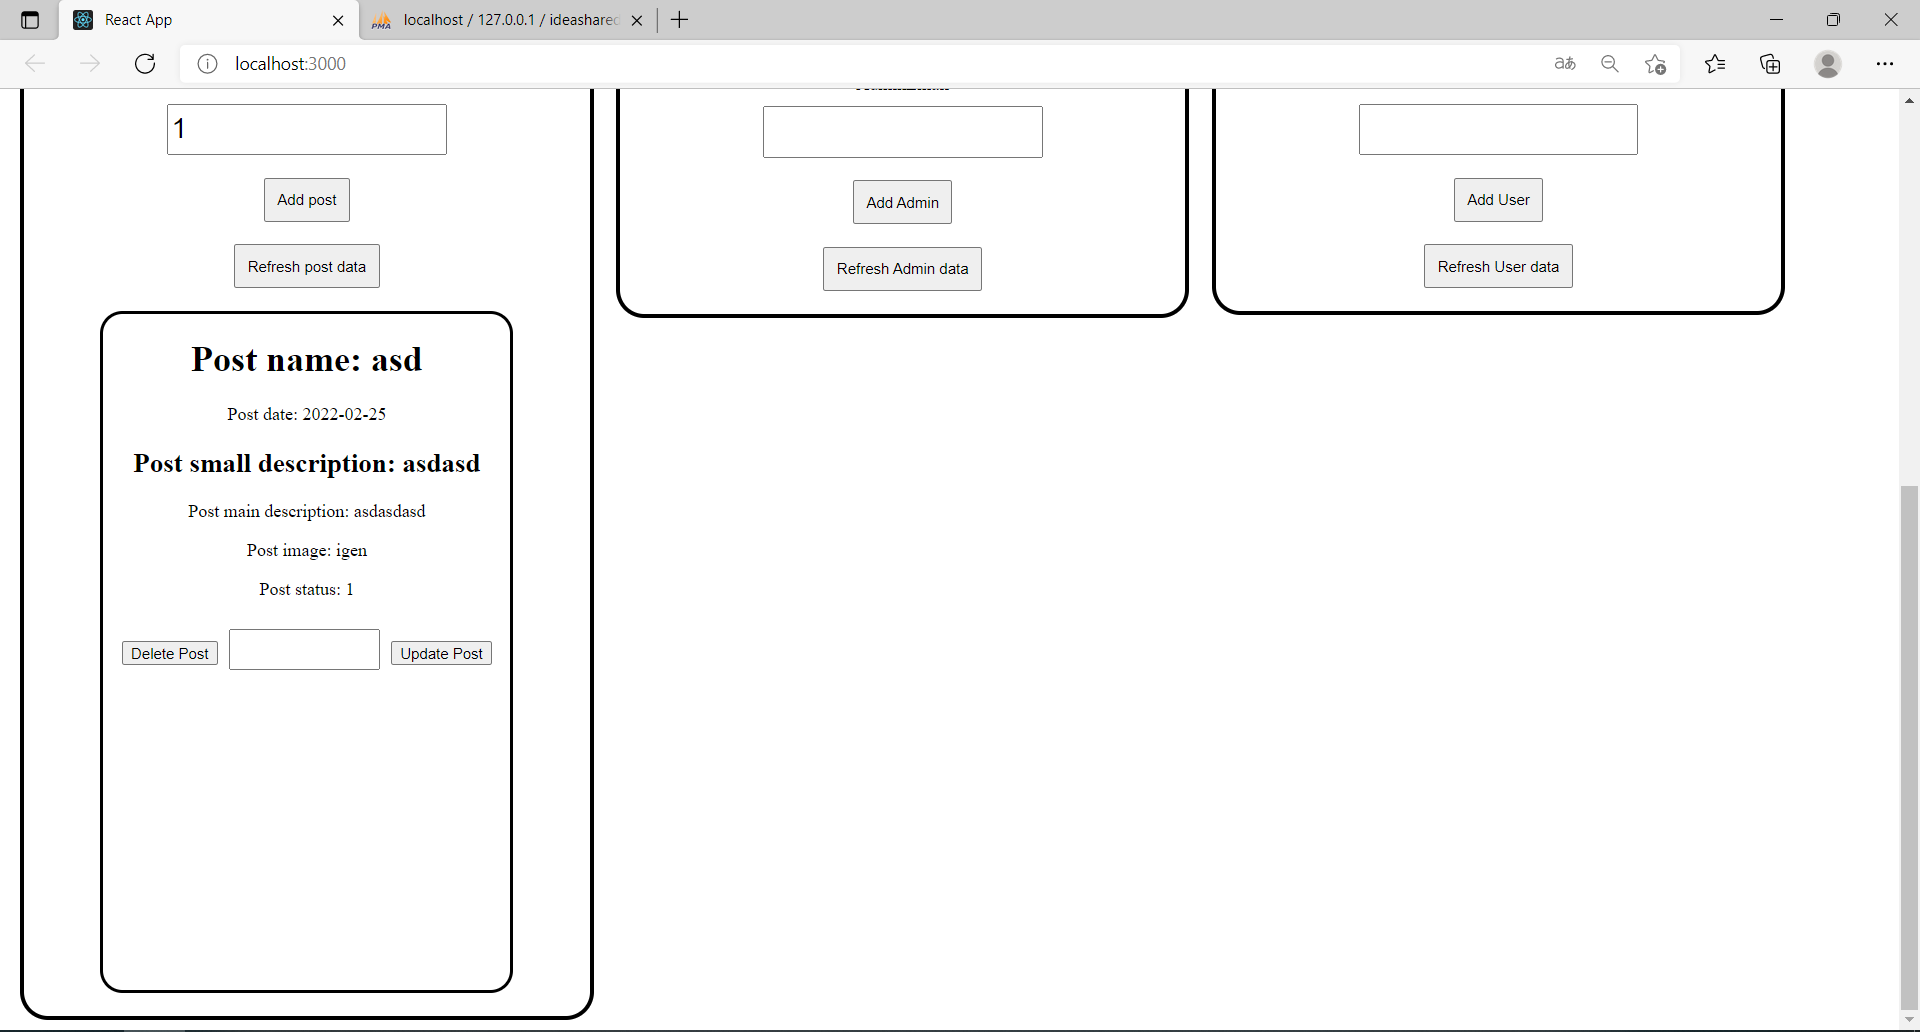 React App
localhost / 127.0.0.1 / ideashared
localhost:3000
1
Add post
Refresh post data
Post name: asd
Post date: 2022-02-25
Post small description: asdasd
Post main description: asdasdasd
Post image: igen
Post status: 1
Delete Post
Update Post
Add Admin
Refresh Admin data
Add User
Refresh User data